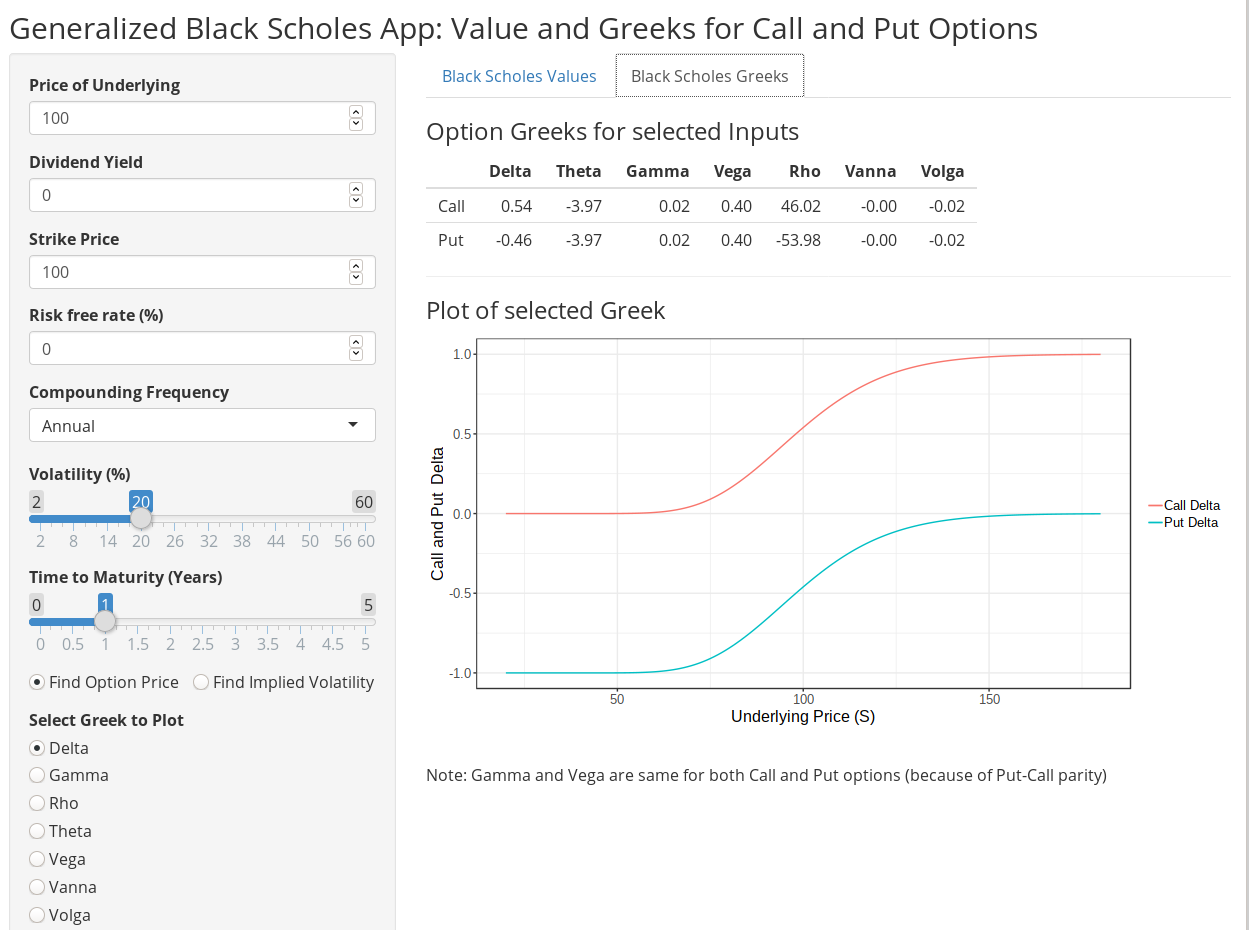 Generalized Black Scholes App: Value and Greeks for Call and Put Options
Price of Underlying
100
Dividend Yield
0
Strike Price
100
Risk free rate (%)
0
Compounding Frequency
Annual
Volatility (%)
2 20 60
2 8 14 20 26 32 38 44 50 56 60
Time to Maturity (Years)
0 1 5
0 0.5 1 1.5 2 2.5 3 3.5 4 4.5 5
Find Option Price Find Implied Volatility
Select Greek to Plot
Delta
Gamma
Rho
Theta
Vega
Vanna
Volga
Black Scholes Values Black Scholes Greeks
Option Greeks for selected Inputs
Delta Theta Gamma Vega Rho Vanna Volga
Call 0.54 -3.97 0.02 0.40 46.02 -0.00 -0.02
Put -0.46 -3.97 0.02 0.40 -53.98 -0.00 -0.02
Plot of selected Greek
Call and Put Delta
1.0
0.5
0.0
-0.5
-1.0
50 100 150
Underlying Price (S)
Call Delta
Put Delta
Note: Gamma and Vega are same for both Call and Put options (because of Put-Call parity)